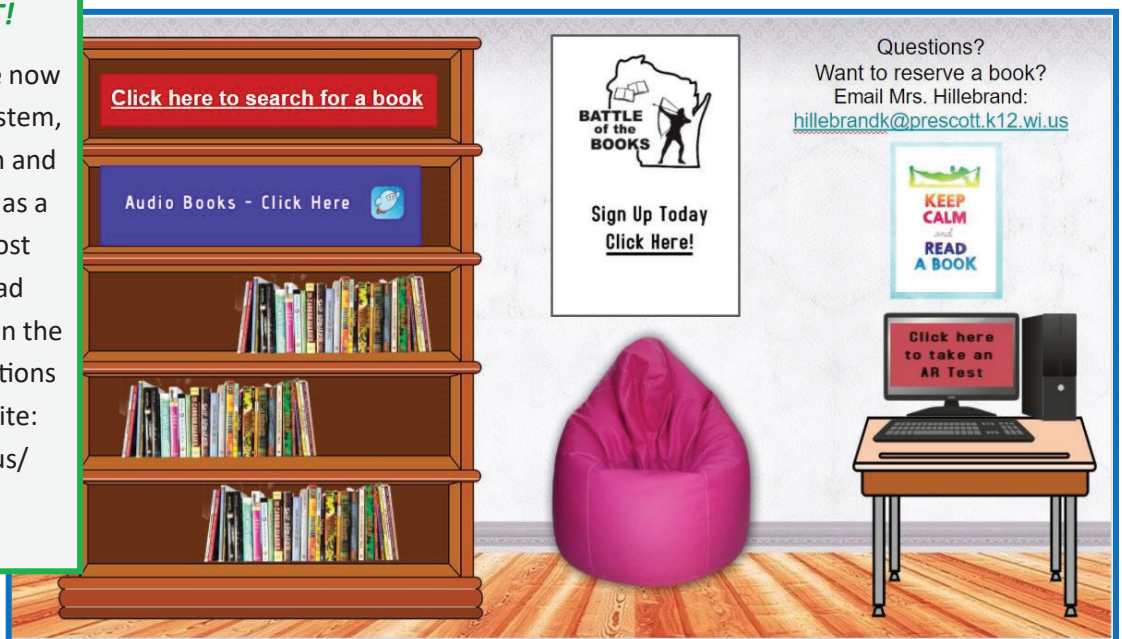 T!
now
stem,
and
as a
ost
ad
n the
tions
ite:
us/
Click here to search for a book
Audio Books - Click Here
BATTLE
of the
BOOKS
Sign Up Today
Click Here!
Questions?
Want to reserve a book?
Email Mrs. Hillebrand:
hillebrandk@prescott.k12.wi.us
KEEP
CALM
and
READ
A BOOK
Click here
to take an
AR Test